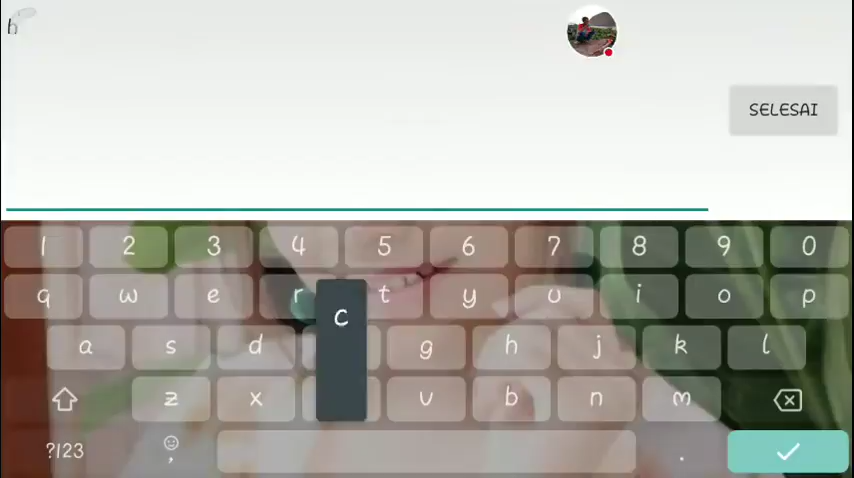 h
SELESAI
1 2 3 4 5 6 7 8 9 0
q w e r t y u i o p
c
a s d g h j k l
z x v b n m
?123 , .